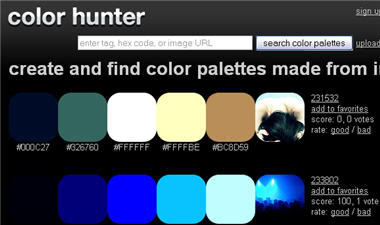 color hunter
sign u
enter tag, hex code, or image URL
search color palettes
upload
create and find color palettes made from i
231532
add to favorites
score: 0, 0 votes
rate: good / bad
#000C27 #326760 #FFFFFF #FFFFBE #BC8D59
233802
add to favorites
score: 100, 1 vote
rate: good / bad